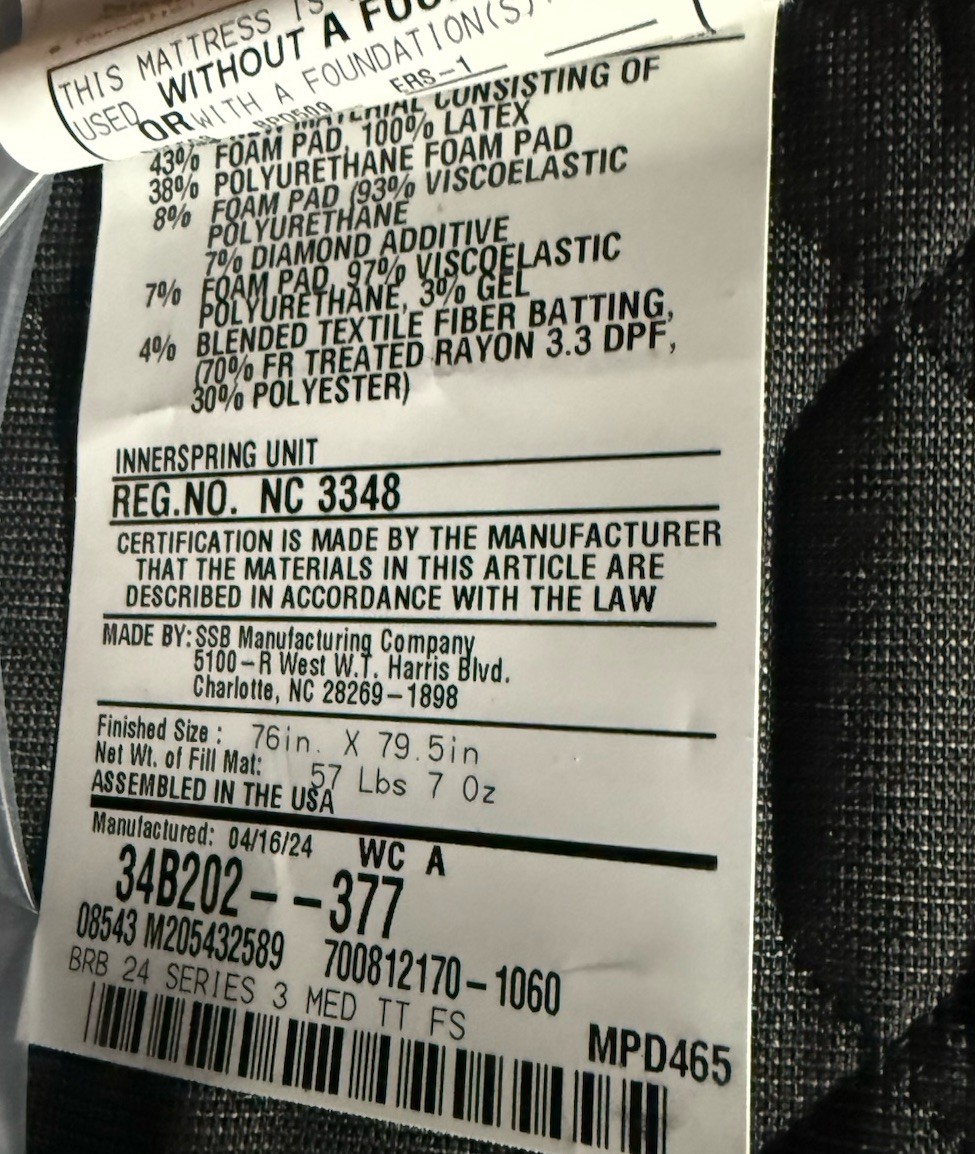 THIS MATTRESS IS
USED WITHOUT A
OR WITH A FOUNDATION(S)
ERS-1
MATERIAL CONSISTING OF
43% FOAM PAD, 100% LATEX
38% POLYURETHANE FOAM PAD
8% FOAM PAD (93% VISCOELASTIC
POLYURETHANE
7% DIAMOND ADDITIVE
7% FOAM PAD, 97% VISCOELASTIC
POLYURETHANE, 3% GEL
4% BLENDED TEXTILE FIBER BATTING,
(70% FR TREATED RAYON 3.3 DPF,
30% POLYESTER)
INNERSPRING UNIT
REG.NO. NC 3348
CERTIFICATION IS MADE BY THE MANUFACTURER
THAT THE MATERIALS IN THIS ARTICLE ARE
DESCRIBED IN ACCORDANCE WITH THE LAW
MADE BY: SSB Manufacturing Company
5100-R West W.T. Harris Blvd.
Charlotte, NC 28269-1898
Finished Size: 76in. X 79.5in
Net Wt. of Fill Mat: 57 Lbs 7 Oz
ASSEMBLED IN THE USA
Manufactured: 04/16/24 WC A
34B202--377
08543 M205432589 700812170-1060
BRB 24 SERIES 3 MED TT FS
MPD465